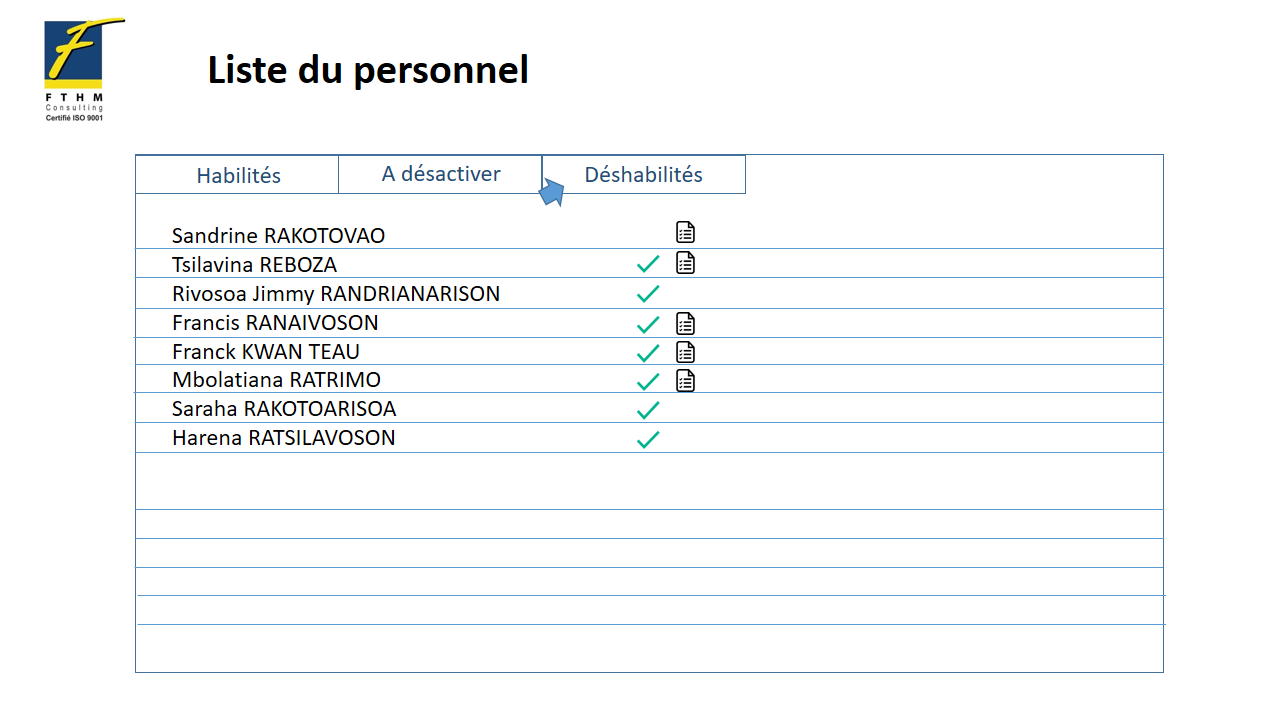 F T H M
Consulting
Certifié ISO 9001
Liste du personnel
Habilités
A désactiver
Déshabilités
Sandrine RAKOTOVAO
Tsilavina REBOZA
Rivosoa Jimmy RANDRIANARISON
Francis RANAIVOSON
Franck KWAN TEAU
Mbolatiana RATRIMO
Saraha RAKOTOARISOA
Harena RATSILAVOSON